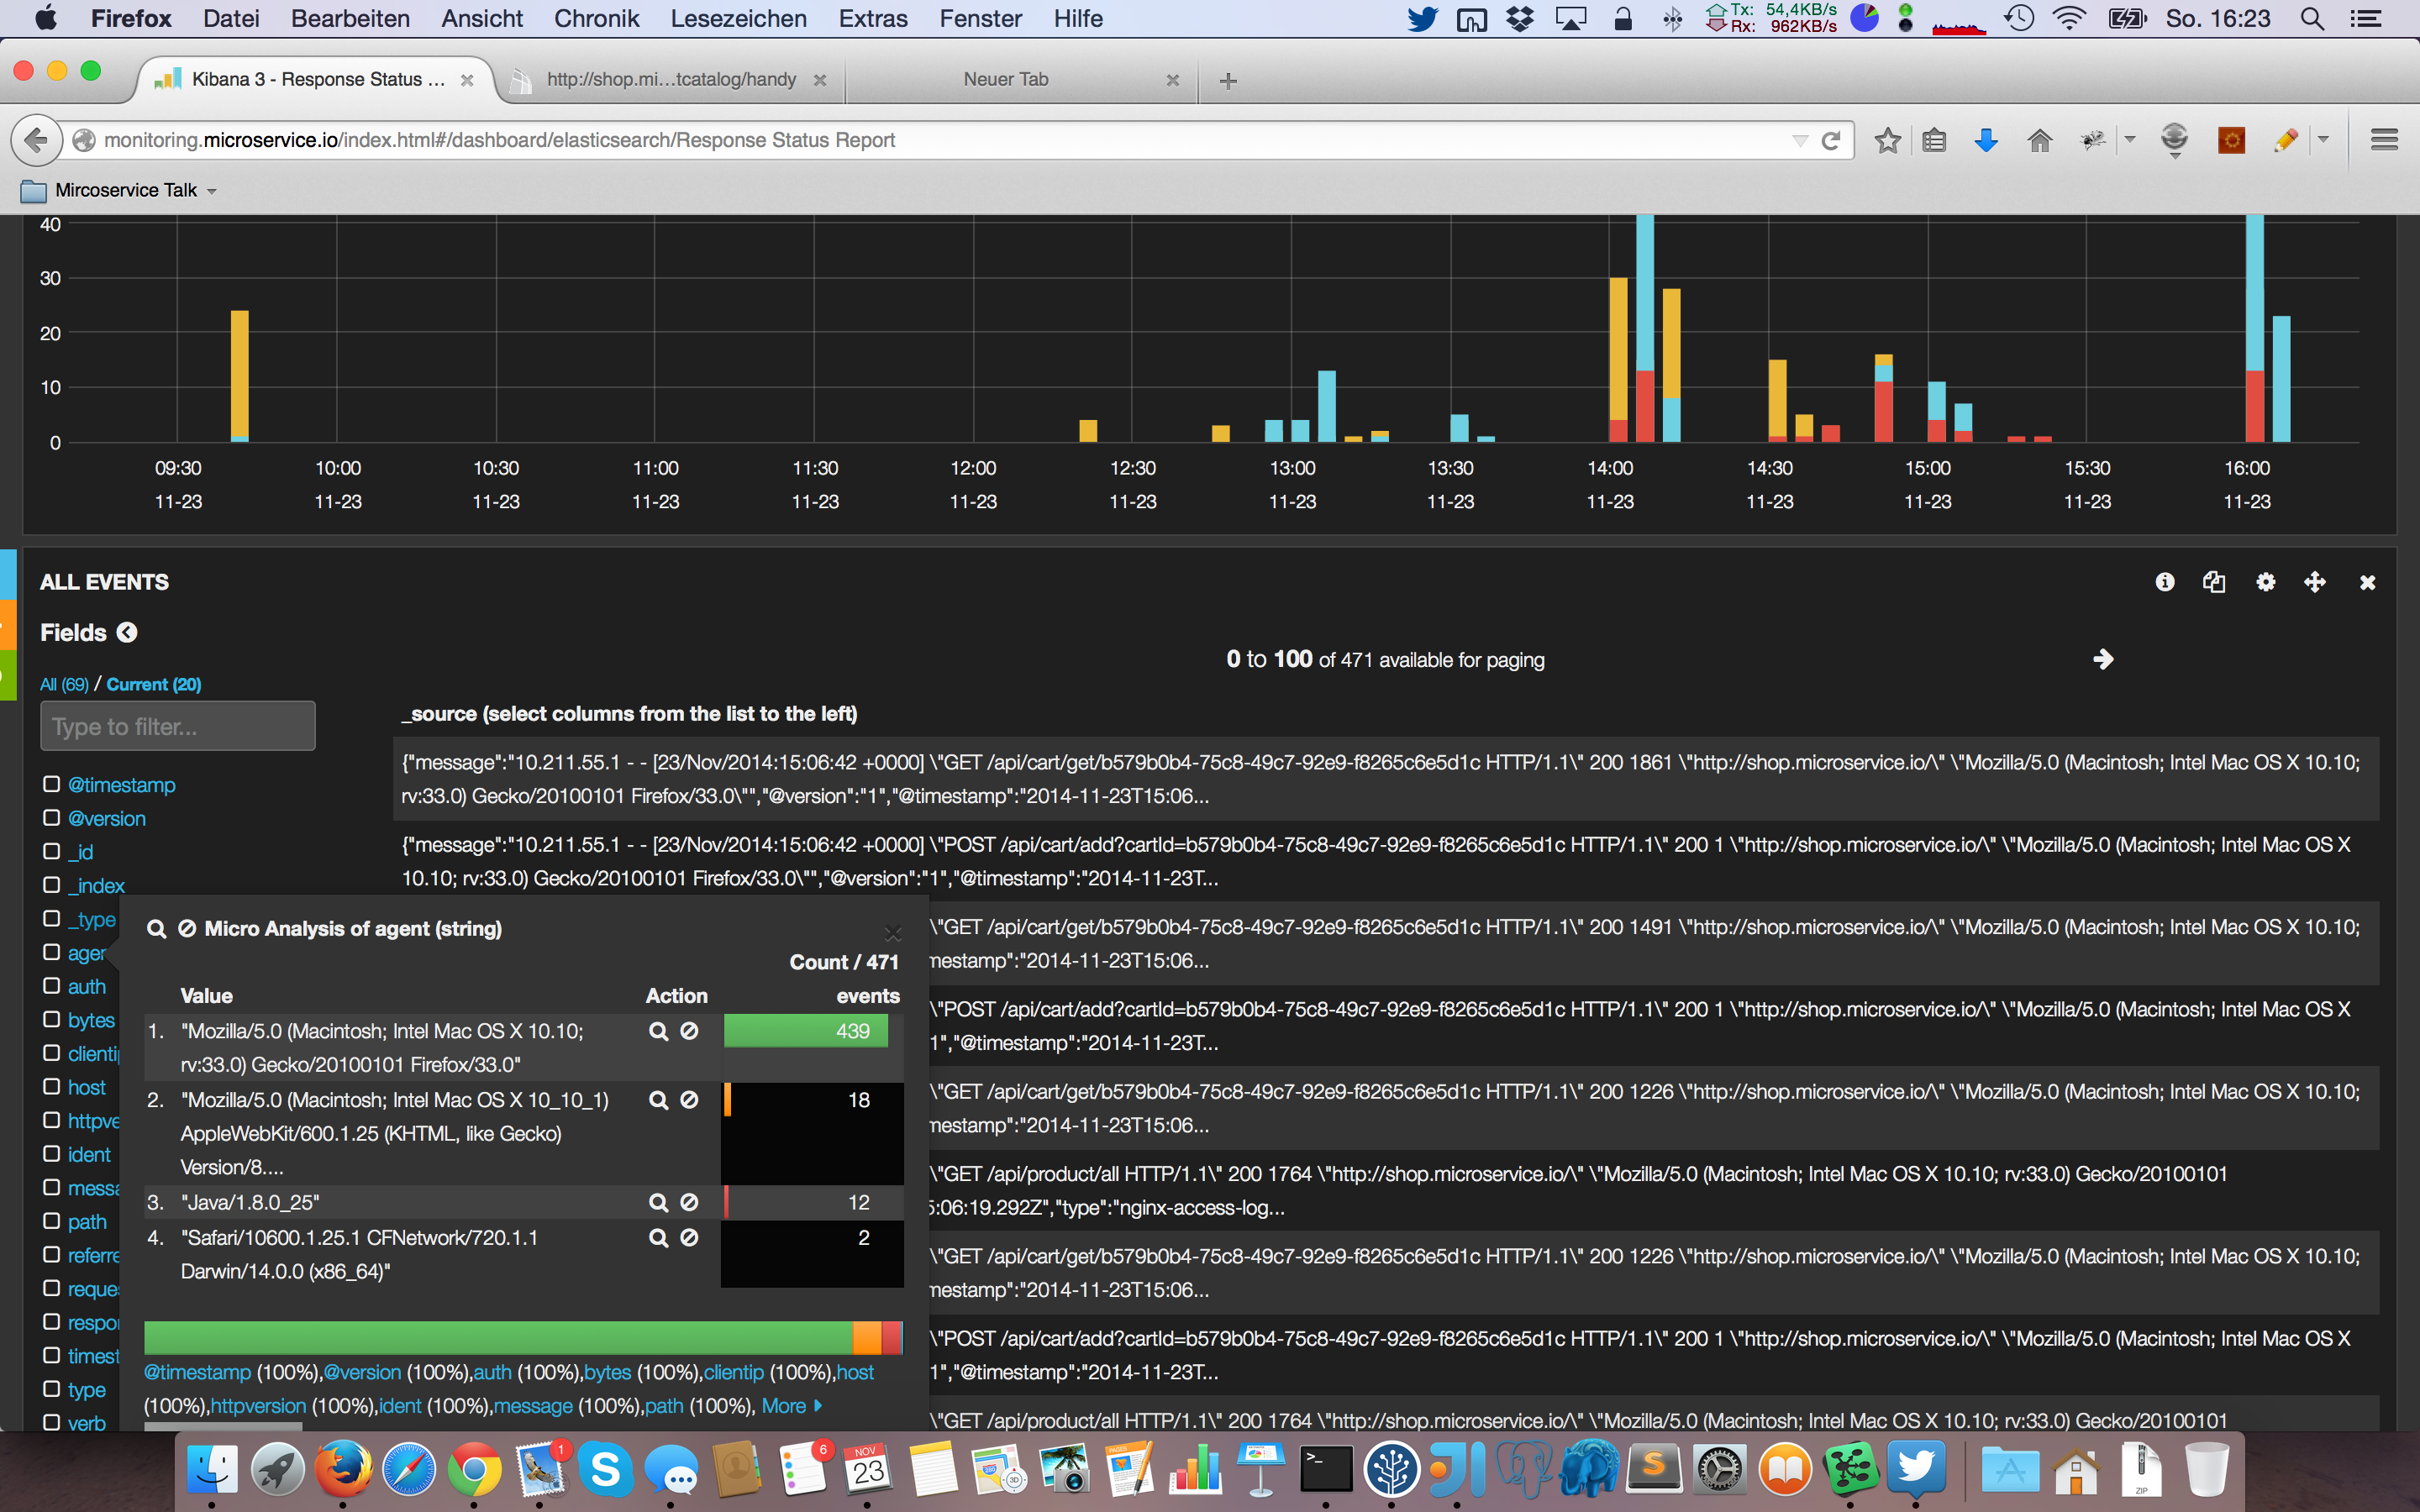 Firefox Datei Bearbeiten Ansicht Chronik Lesezeichen Extras Fenster Hilfe Tx: 54,4KB/s Rx: 962KB/s So. 16:23
Kibana 3 - Response Status ... http://shop.mi...tcatalog/handy Neuer Tab
monitoring.microservice.io/index.html#/dashboard/elasticsearch/Response Status Report
Mircoservice Talk
40
30
20
10
0
09:30 10:00 10:30 11:00 11:30 12:00 12:30 13:00 13:30 14:00 14:30 15:00 15:30 16:00
11-23 11-23 11-23 11-23 11-23 11-23 11-23 11-23 11-23 11-23 11-23 11-23 11-23 11-23
ALL EVENTS
Fields
0 to 100 of 471 available for paging
All (69) / Current (20)
Type to filter...
_source (select columns from the list to the left)
{"message":"10.211.55.1 - - [23/Nov/2014:15:06:42 +0000] \"GET /api/cart/get/b579b0b4-75c8-49c7-92e9-f8265c6e5d1c HTTP/1.1\" 200 1861 \"http://shop.microservice.io/\" \"Mozilla/5.0 (Macintosh; Intel Mac OS X 10.10;
rv:33.0) Gecko/20100101 Firefox/33.0\"","@version":"1","@timestamp":"2014-11-23T15:06...
{"message":"10.211.55.1 - - [23/Nov/2014:15:06:42 +0000] \"POST /api/cart/add?cartId=b579b0b4-75c8-49c7-92e9-f8265c6e5d1c HTTP/1.1\" 200 1 \"http://shop.microservice.io/\" \"Mozilla/5.0 (Macintosh; Intel Mac OS X
10.10; rv:33.0) Gecko/20100101 Firefox/33.0\"","@version":"1","@timestamp":"2014-11-23T...
\"GET /api/cart/get/b579b0b4-75c8-49c7-92e9-f8265c6e5d1c HTTP/1.1\" 200 1491 \"http://shop.microservice.io/\" \"Mozilla/5.0 (Macintosh; Intel Mac OS X 10.10;
mestamp":"2014-11-23T15:06...
\"POST /api/cart/add?cartId=b579b0b4-75c8-49c7-92e9-f8265c6e5d1c HTTP/1.1\" 200 1 \"http://shop.microservice.io/\" \"Mozilla/5.0 (Macintosh; Intel Mac OS X
1","@timestamp":"2014-11-23T...
\"GET /api/cart/get/b579b0b4-75c8-49c7-92e9-f8265c6e5d1c HTTP/1.1\" 200 1226 \"http://shop.microservice.io/\" \"Mozilla/5.0 (Macintosh; Intel Mac OS X 10.10;
mestamp":"2014-11-23T15:06...
\"GET /api/product/all HTTP/1.1\" 200 1764 \"http://shop.microservice.io/\" \"Mozilla/5.0 (Macintosh; Intel Mac OS X 10.10; rv:33.0) Gecko/20100101
5:06:19.292Z","type":"nginx-access-log...
\"GET /api/cart/get/b579b0b4-75c8-49c7-92e9-f8265c6e5d1c HTTP/1.1\" 200 1226 \"http://shop.microservice.io/\" \"Mozilla/5.0 (Macintosh; Intel Mac OS X 10.10;
mestamp":"2014-11-23T15:06...
\"POST /api/cart/add?cartId=b579b0b4-75c8-49c7-92e9-f8265c6e5d1c HTTP/1.1\" 200 1 \"http://shop.microservice.io/\" \"Mozilla/5.0 (Macintosh; Intel Mac OS X
1","@timestamp":"2014-11-23T...
\"GET /api/product/all HTTP/1.1\" 200 1764 \"http://shop.microservice.io/\" \"Mozilla/5.0 (Macintosh; Intel Mac OS X 10.10; rv:33.0) Gecko/20100101
@timestamp
@version
_id
_index
_type
agen
auth
bytes
clientip
host
httpve
ident
messa
path
referre
reques
respon
timest
type
verb
Micro Analysis of agent (string)
Count / 471
Value Action events
1. "Mozilla/5.0 (Macintosh; Intel Mac OS X 10.10; 439
rv:33.0) Gecko/20100101 Firefox/33.0"
2. "Mozilla/5.0 (Macintosh; Intel Mac OS X 10_10_1) 18
AppleWebKit/600.1.25 (KHTML, like Gecko)
Version/8....
3. "Java/1.8.0_25" 12
4. "Safari/10600.1.25.1 CFNetwork/720.1.1 2
Darwin/14.0.0 (x86_64)"
@timestamp (100%),@version (100%),auth (100%),bytes (100%),clientip (100%),host
(100%),httpversion (100%),ident (100%),message (100%),path (100%), More
1 6 NOV 23 PAGES ZIP